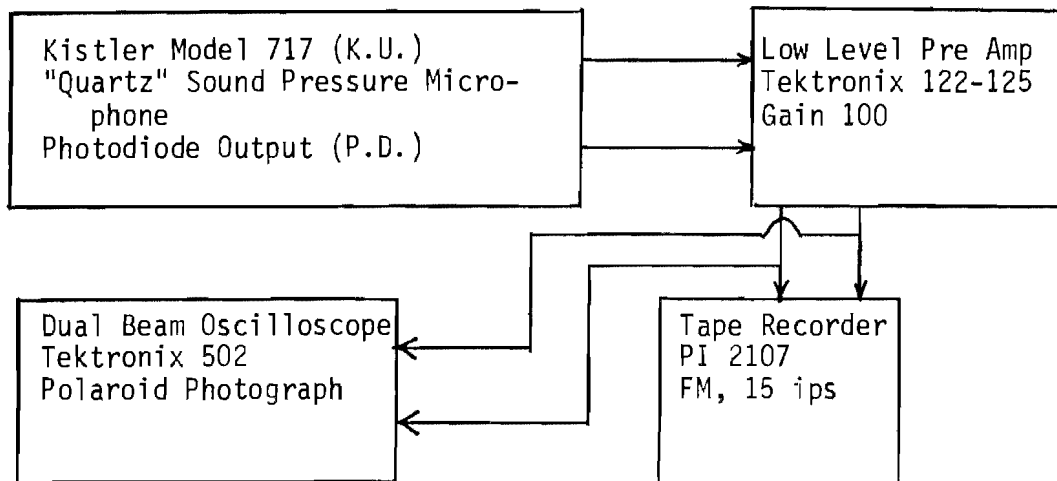 Kistler Model 717 (K.U.)
"Quartz" Sound Pressure Micro-
phone
Photodiode Output (P.D.)
Low Level Pre Amp
Tektronix 122-125
Gain 100
Dual Beam Oscilloscope
Tektronix 502
Polaroid Photograph
Tape Recorder
PI 2107
FM, 15 ips